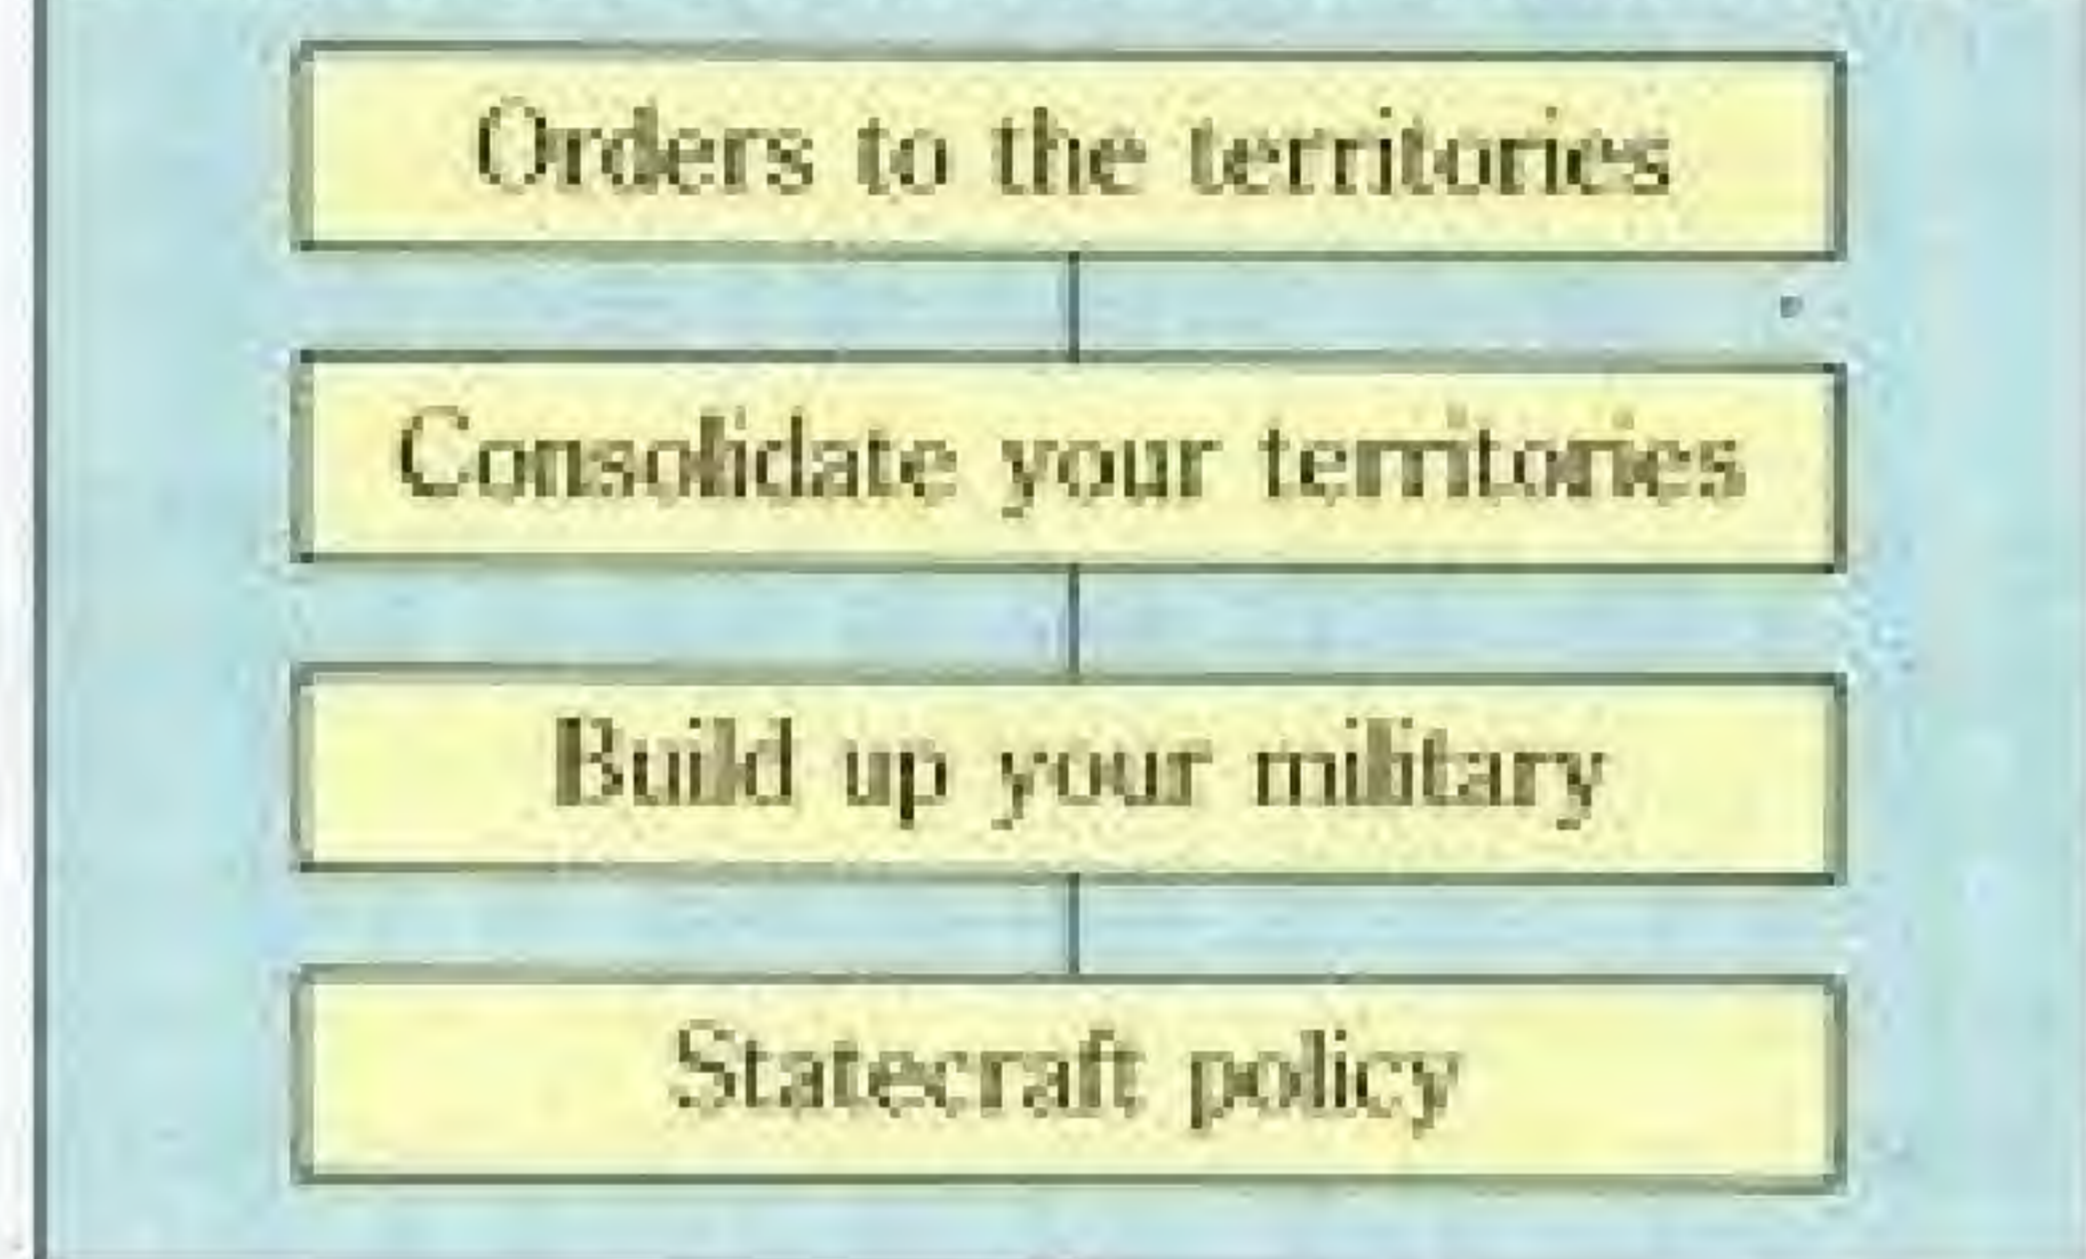 Orders to the territories
Consolidate your territories
Build up your military
Statecraft policy